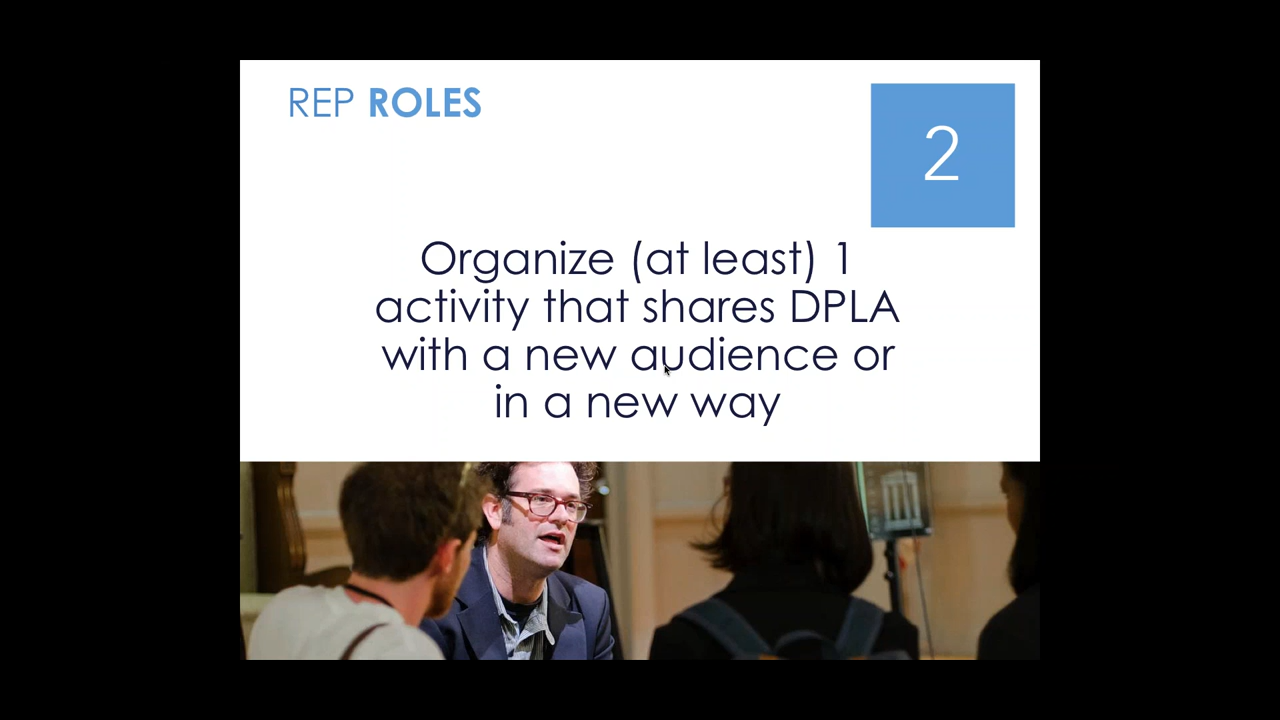 REP ROLES
2
Organize (at least) 1
activity that shares DPLA
with a new audience or
in a new way